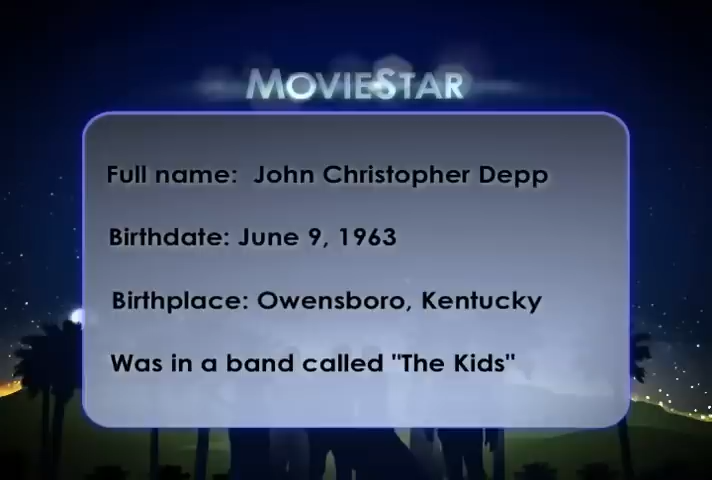 MOVIESTAR
Full name: John Christopher Depp
Birthdate: June 9, 1963
Birthplace: Owensboro, Kentucky
Was in a band called "The Kids"